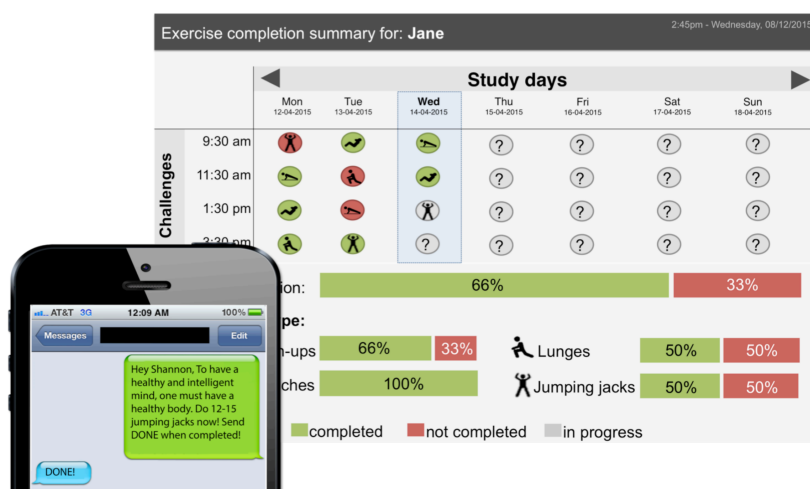 Exercise completion summary for: Jane
2:45pm - Wednesday, 08/12/2015
Study days
Mon Tue Wed Thu Fri Sat Sun
12-04-2015 13-04-2015 14-04-2015 15-04-2015 16-04-2015 17-04-2015 18-04-2015
Challenges
9:30 am ? ? ? ?
11:30 am ? ? ? ?
1:30 pm ? ? ? ?
3:30 pm ? ? ? ? ?
ion: 66% 33%
pe:
-ups 66% 33% Lunges 50% 50%
ches 100% Jumping jacks 50% 50%
completed not completed in progress
AT&T 3G 12:09 AM 100%
Messages Edit
Hey Shannon, To have a
healthy and intelligent
mind, one must have a
healthy body. Do 12-15
jumping jacks now! Send
DONE when completed!
DONE!